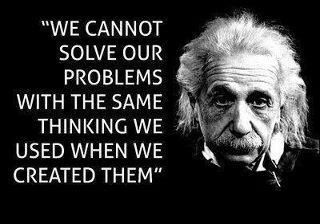 “WE CANNOT
SOLVE OUR
PROBLEMS
WITH THE SAME
THINKING WE
USED WHEN WE
CREATED THEM”